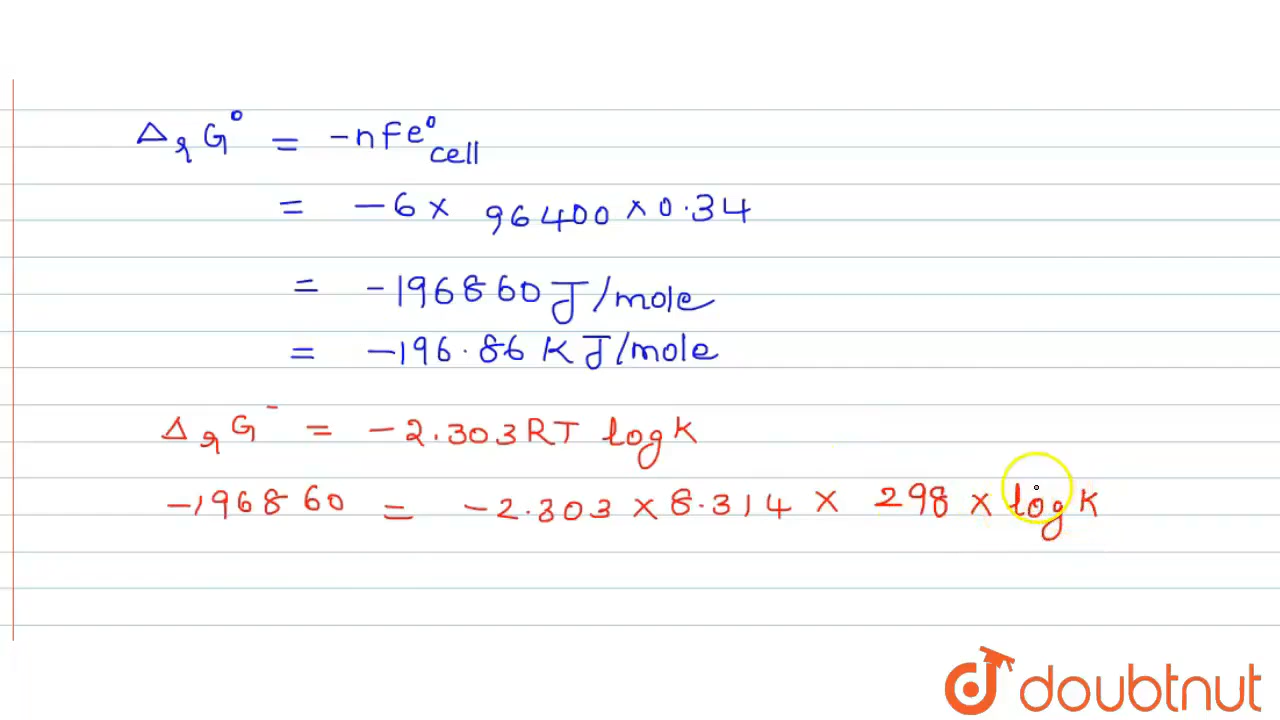 Δ᷊rG° = -nFe°cell
= -6 × 96400 × 0.34
= -196860 J/mole
= -196.86 KJ/mole
ΔrG⁻ = -2.303RT log K
-196860 = -2.303 × 8.314 × 298 × log K
doubtnut